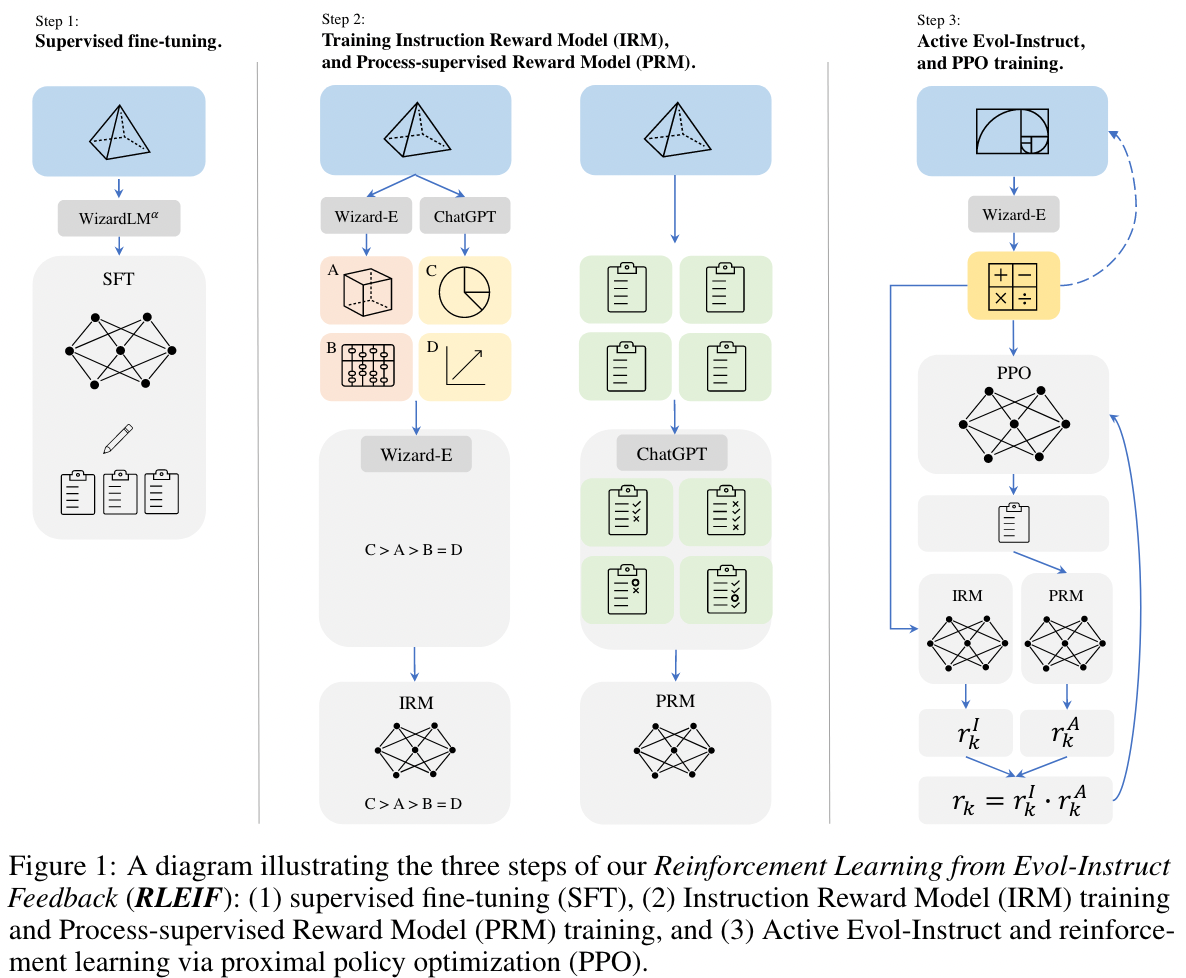 Step 1:
Supervised fine-tuning.
WizardLMᵅ
SFT
Step 2:
Training Instruction Reward Model (IRM),
and Process-supervised Reward Model (PRM).
Wizard-E
ChatGPT
A
C
B
D
Wizard-E
C > A > B = D
IRM
C > A > B = D
ChatGPT
PRM
Step 3:
Active Evol-Instruct,
and PPO training.
Wizard-E
+ −
× ÷
PPO
IRM
PRM
r_k^I
r_k^A
r_k = r_k^I · r_k^A
Figure 1: A diagram illustrating the three steps of our Reinforcement Learning from Evol-Instruct
Feedback (RLEIF): (1) supervised fine-tuning (SFT), (2) Instruction Reward Model (IRM) training
and Process-supervised Reward Model (PRM) training, and (3) Active Evol-Instruct and reinforce-
ment learning via proximal policy optimization (PPO).